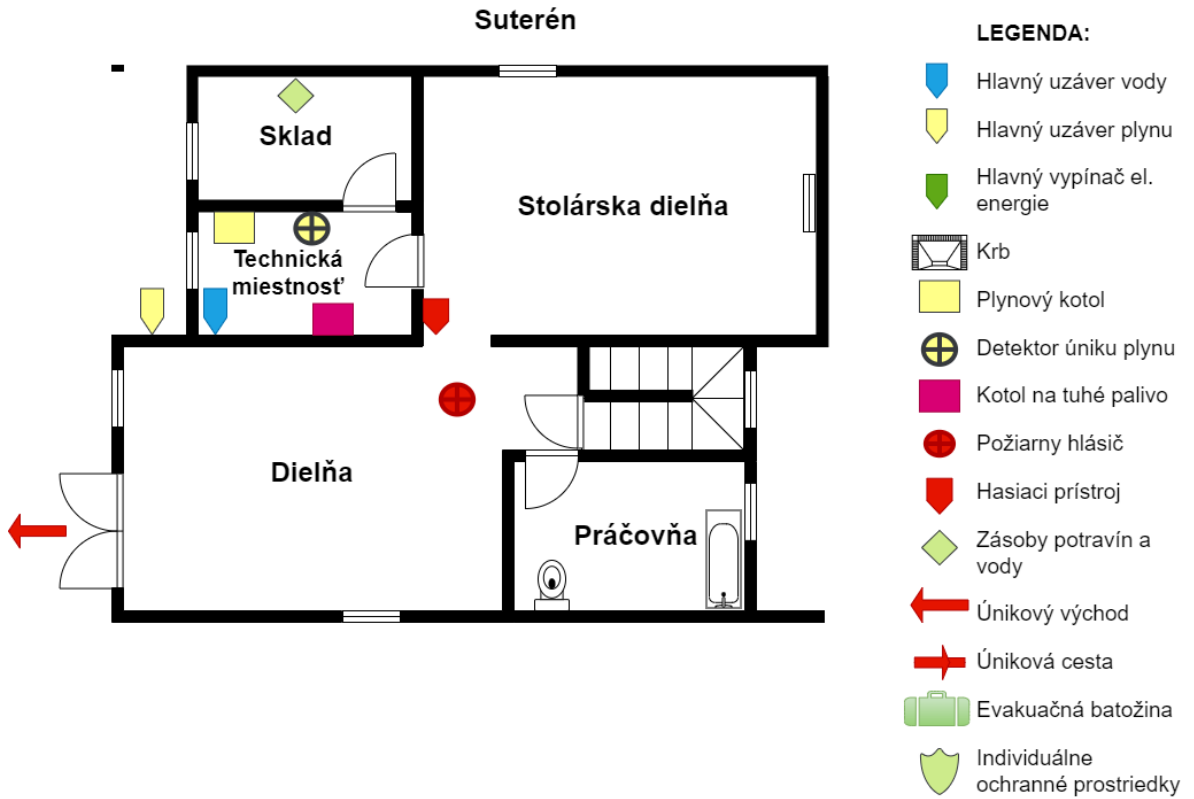 Suterén
Sklad
Stolárska dielňa
Technická
miestnosť
Dielňa
Práčovňa
LEGENDA:
Hlavný uzáver vody
Hlavný uzáver plynu
Hlavný vypínač el.
energie
Krb
Plynový kotol
Detektor úniku plynu
Kotol na tuhé palivo
Požiarny hlásič
Hasiaci prístroj
Zásoby potravín a
vody
Únikový východ
Úniková cesta
Evakuačná batožina
Individuálne
ochranné prostriedky